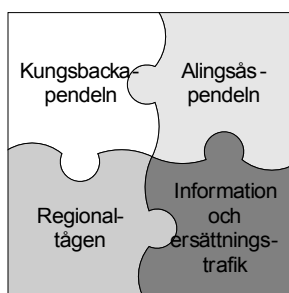 Kungsbacka-
pendeln
Alingsås -
pendeln
Regional-
tågen
Information
och
ersättnings-
trafik